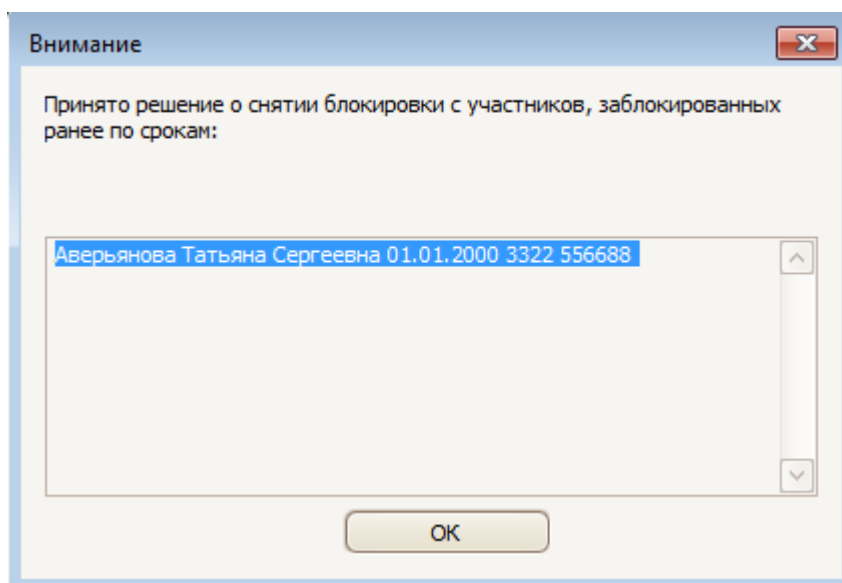 Внимание
Принято решение о снятии блокировки с участников, заблокированных
ранее по срокам:
Аверьянова Татьяна Сергеевна 01.01.2000 3322 556688
OK